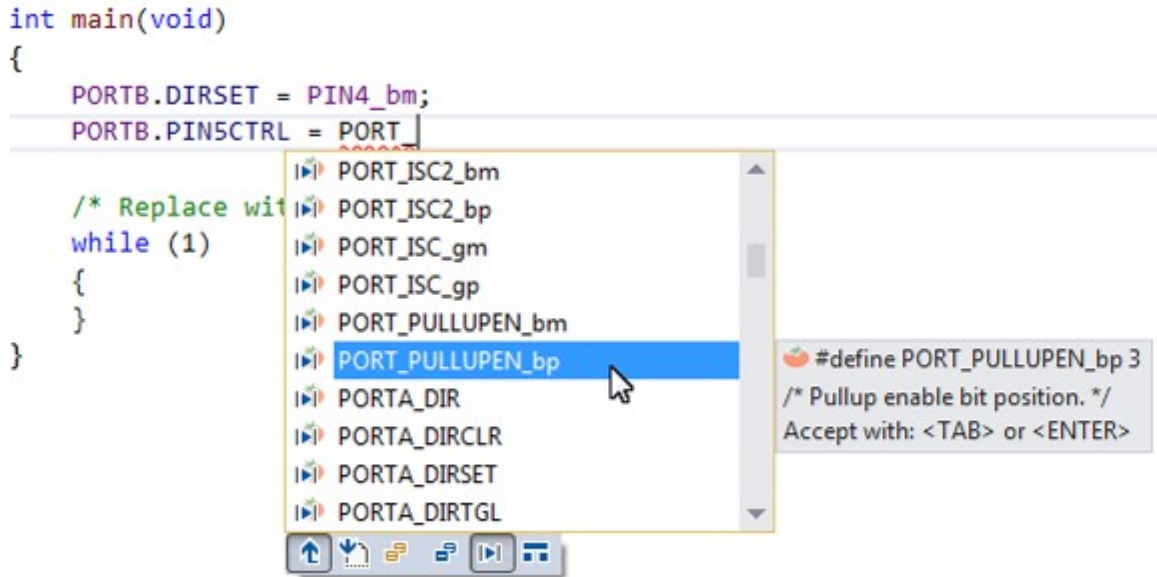 int main(void)
{
PORTB.DIRSET = PIN4_bm;
PORTB.PIN5CTRL = PORT_
PORT_ISC2_bm
/* Replace wit
PORT_ISC2_bp
while (1)
PORT_ISC_gm
{
PORT_ISC_gp
}
PORT_PULLUPEN_bm
}
PORT_PULLUPEN_bp
#define PORT_PULLUPEN_bp 3
PORTA_DIR
/* Pullup enable bit position. */
PORTA_DIRCLR
Accept with: <TAB> or <ENTER>
PORTA_DIRSET
PORTA_DIRTGL